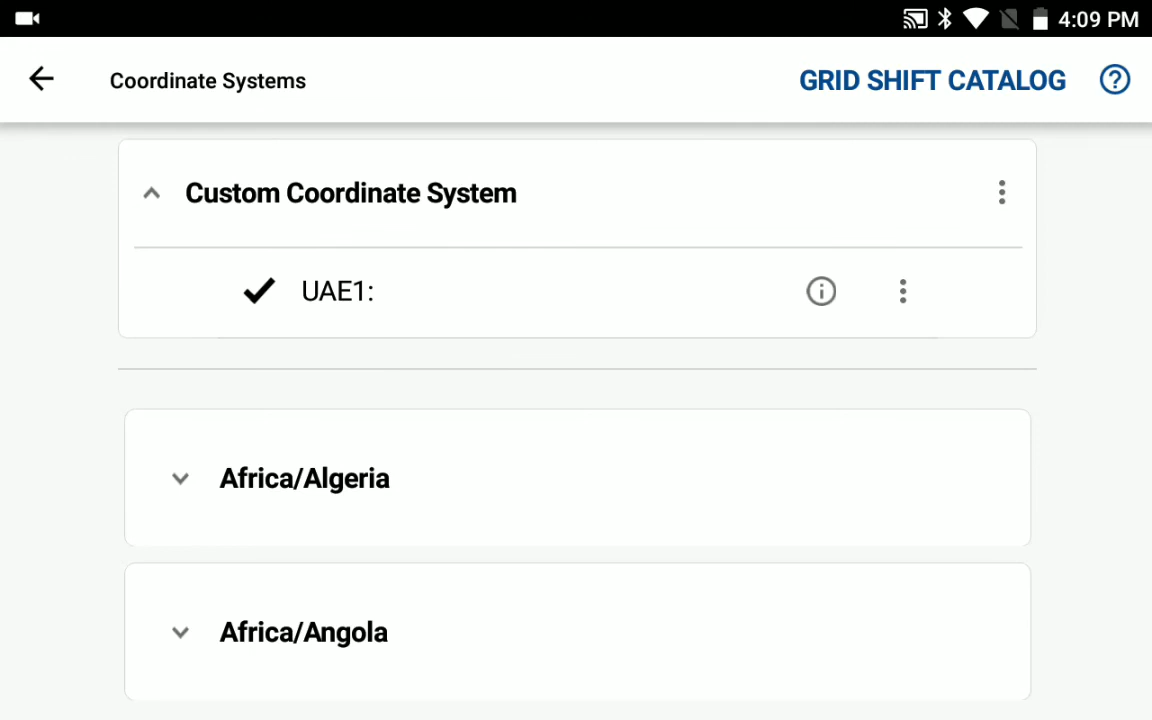 4:09 PM
Coordinate Systems
GRID SHIFT CATALOG
Custom Coordinate System
UAE1:
Africa/Algeria
Africa/Angola